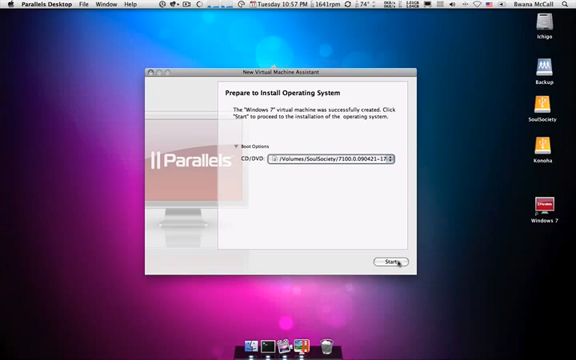 Parallels Desktop File Window Help Tuesday 10:57 PM 1641rpm 74° Bwana McCall
New Virtual Machine Assistant
Ichigo
Prepare to Install Operating System
The "Windows 7" virtual machine was successfully created. Click
"Start" to proceed to the installation of the operating system.
Backup
Boot Options
CD/DVD: /Volumes/SoulSociety/7100.0.090421-17
SoulSociety
Parallels
Konoha
Windows 7
Start